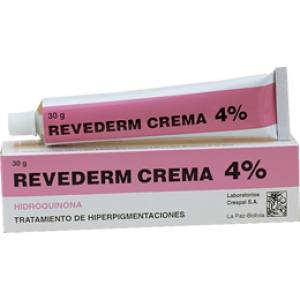 30 g
REVEDERM CREMA 4%
30 g
REVEDERM CREMA 4%
HIDROQUINONA
TRATAMIENTO DE HIPERPIGMENTACIONES
Laboratorios
Crespal S.A.
La Paz-Bolivia